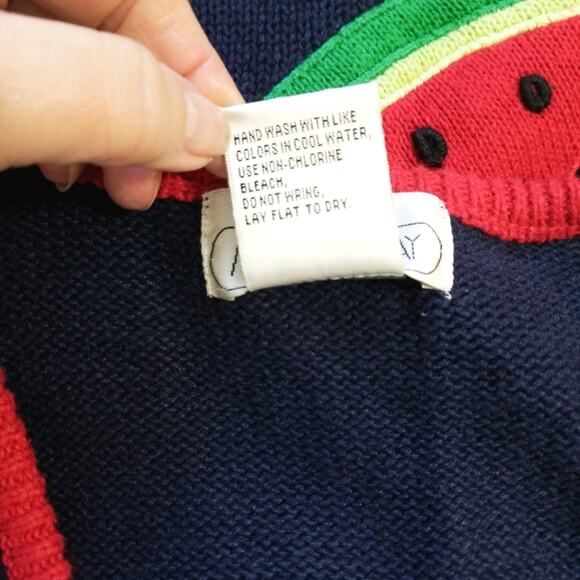 HAND WASH WITH LIKE
COLORS IN COOL WATER,
USE NON-CHLORINE
BLEACH,
DO NOT WRING,
LAY FLAT TO DRY.